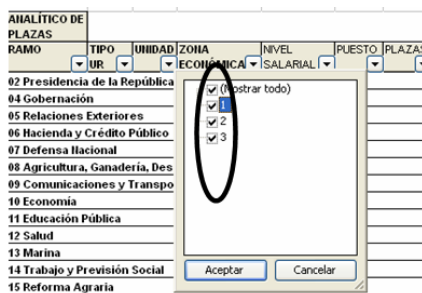 ANALÍTICO DE
PLAZAS
RAMO TIPO UNIDAD ZONA NIVEL PUESTO PLAZAS
UR ECONÓMICA SALARIAL
02 Presidencia de la República
04 Gobernación
05 Relaciones Exteriores
06 Hacienda y Crédito Público
07 Defensa Nacional
08 Agricultura, Ganadería, Des
09 Comunicaciones y Transpo
10 Economía
11 Educación Pública
12 Salud
13 Marina
14 Trabajo y Previsión Social
15 Reforma Agraria
(Mostrar todo)
1
2
3
Aceptar Cancelar